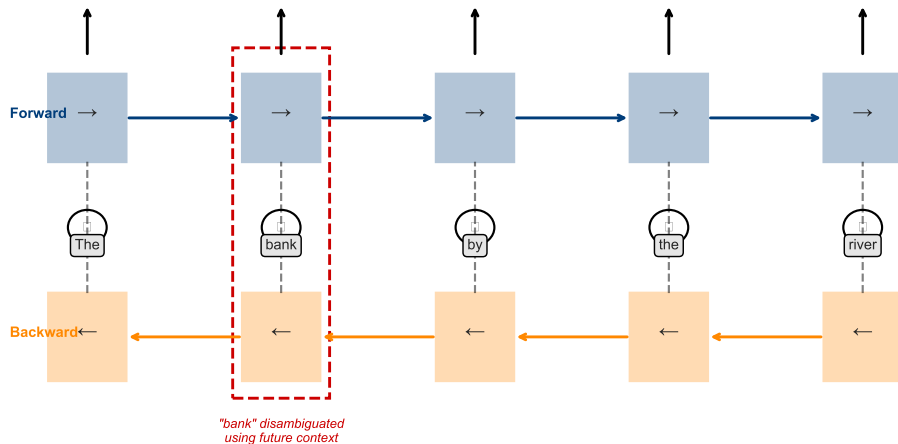 Forward → → → → →
The bank by the river
Backward ← ← ← ← ←
"bank" disambiguated
using future context